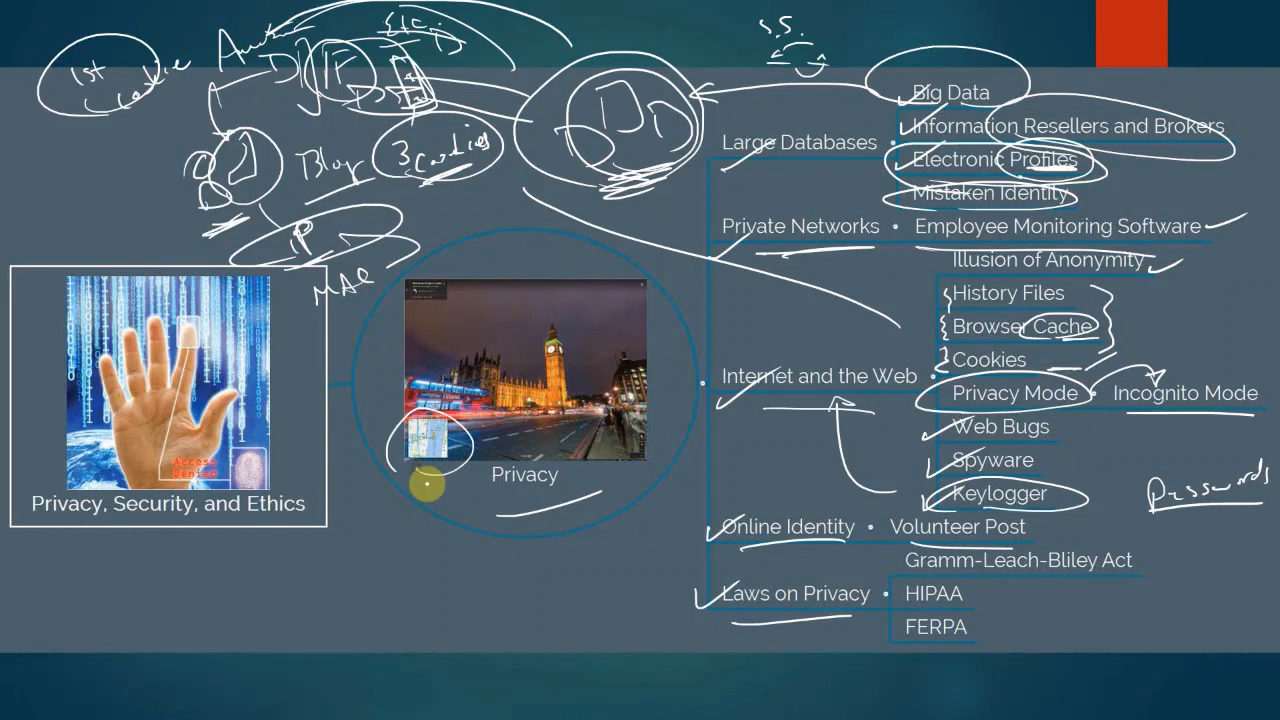 S.S.
1st
cookie
Blog
3 Cookies
IP
MAC
Big Data
Information Resellers and Brokers
Large Databases
Electronic Profiles
Mistaken Identity
Private Networks • Employee Monitoring Software
Illusion of Anonymity
History Files
Browser Cache
Cookies
Internet and the Web
Privacy Mode • Incognito Mode
Web Bugs
Access
Denied
Spyware
Privacy
Keylogger
Passwords
Privacy, Security, and Ethics
Online Identity • Volunteer Post
Gramm-Leach-Bliley Act
Laws on Privacy • HIPAA
FERPA